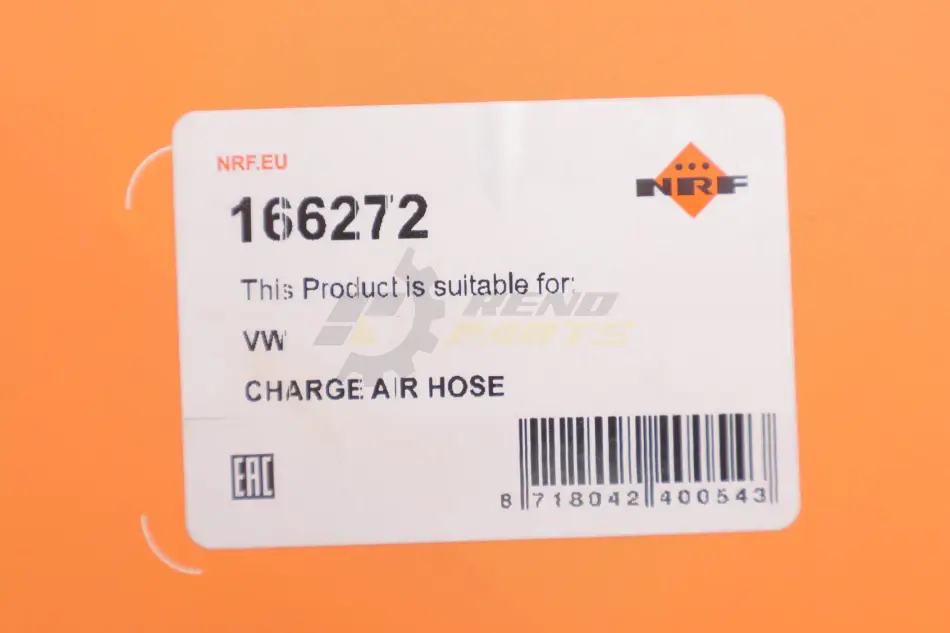 NRF.EU
NRF
166272
This Product is suitable for:
VW
CHARGE AIR HOSE
RENO
PARTS
EAC
8 718042 400543